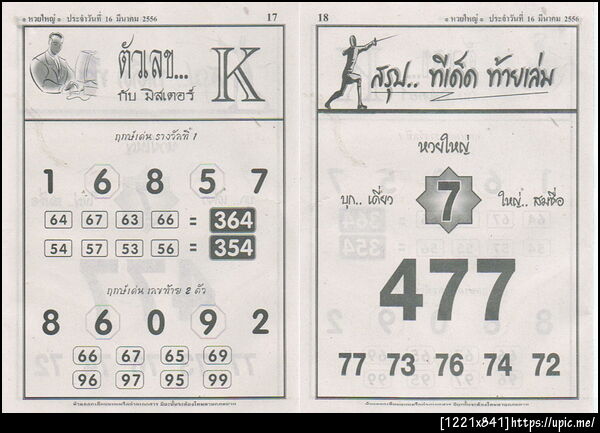 ๏ หวยใหญ่ ๏ ประจำวันที่ 16 มีนาคม 2556 17
ตัวเลข... K
กับ มิสเตอร์
ฤกษ์เด่น รางวัลที่ 1
1 6 8 5 7
64 67 63 66 = 364
54 57 53 56 = 354
ฤกษ์เด่น เลขท้าย 2 ตัว
8 6 0 9 2
66 67 65 69
96 97 95 99
18 ๏ หวยใหญ่ ๏ ประจำวันที่ 16 มีนาคม 2556
สรุป.. ทีเด็ด ท้ายเล่ม
หวยใหญ่
บุก.. เดี่ยว 7 ใหญ่.. สมชื่อ
477
77 73 76 74 72
[1221x841]https://upic.me/